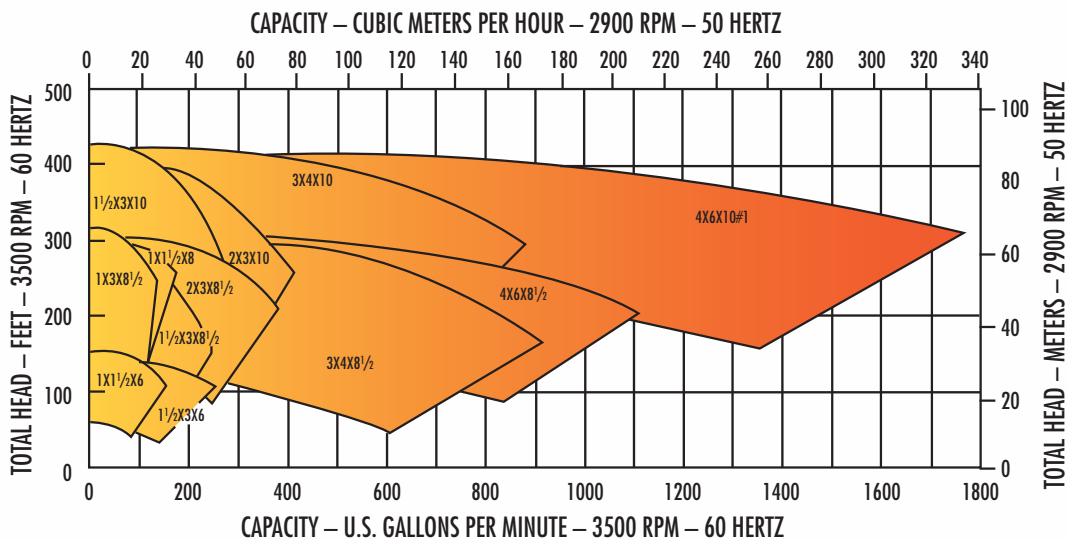 CAPACITY – CUBIC METERS PER HOUR – 2900 RPM – 50 HERTZ
0 20 30 40 60 80 100 120 140 160 180 200 220 240 260 280 300 320 340
TOTAL HEAD – FEET – 3500 RPM – 60 HERTZ
500
400
300
200
100
0
1½X3X10
3X4X10
4X6X10#1
1X1½X8
2X3X10
1X3X8½
2X3X8½
4X6X8½
1½X3X8½
3X4X8½
1X1½X6
1½X3X6
100
80
60
40
20
0
TOTAL HEAD – METERS – 2900 RPM – 50 HERTZ
0 200 400 600 800 1000 1200 1400 1600 1800
CAPACITY – U.S. GALLONS PER MINUTE – 3500 RPM – 60 HERTZ